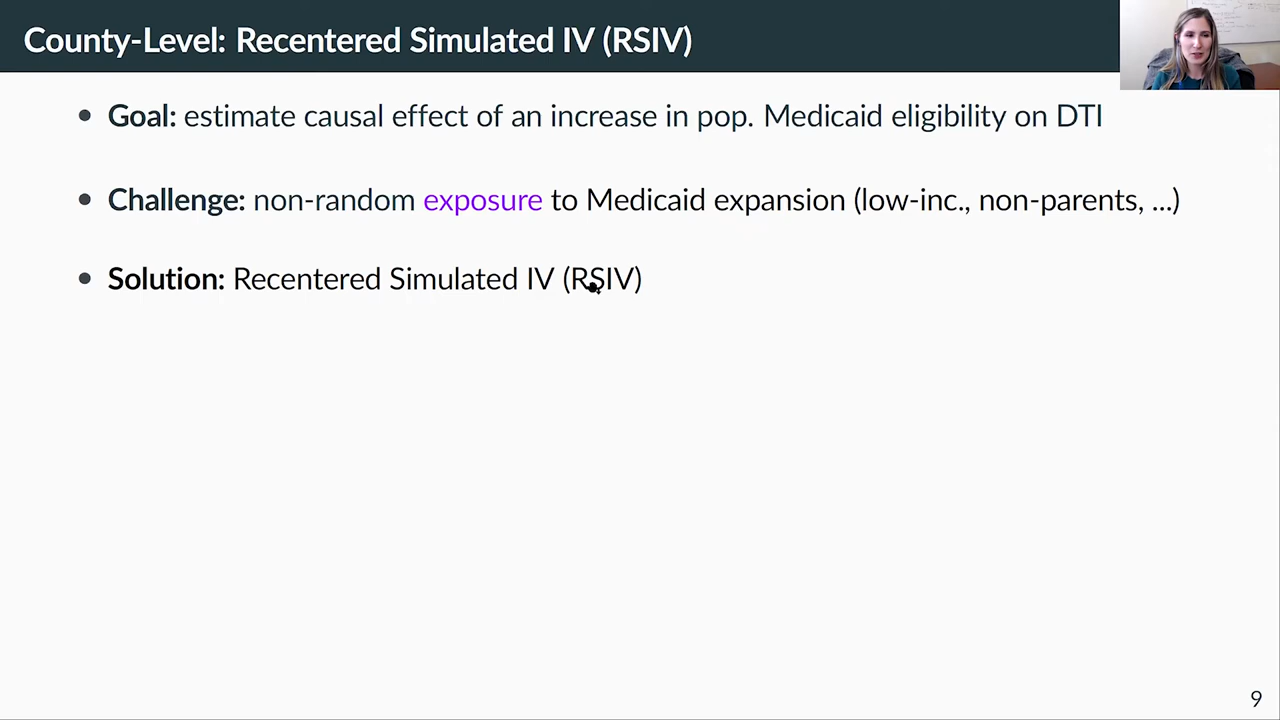 County-Level: Recentered Simulated IV (RSIV)
• Goal: estimate causal effect of an increase in pop. Medicaid eligibility on DTI
• Challenge: non-random exposure to Medicaid expansion (low-inc., non-parents, ...)
• Solution: Recentered Simulated IV (RSIV)
9